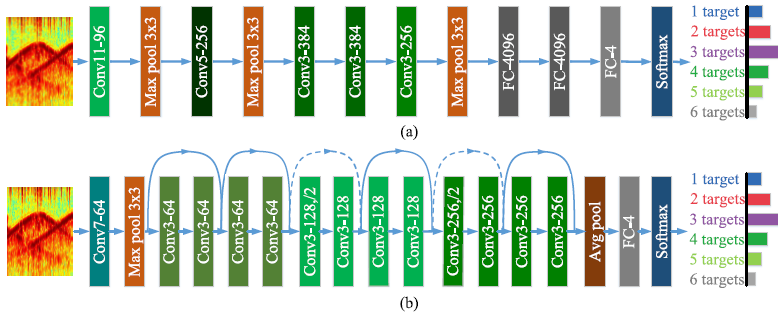 Conv11-96
Max pool 3x3
Conv5-256
Max pool 3x3
Conv3-384
Conv3-384
Conv3-256
Max pool 3x3
FC-4096
FC-4096
FC-4
Softmax
1 target
2 targets
3 targets
4 targets
5 targets
6 targets
(a)
Conv7-64
Max pool 3x3
Conv3-64
Conv3-64
Conv3-64
Conv3-64
Conv3-128,/2
Conv3-128
Conv3-128
Conv3-128
Conv3-256,/2
Conv3-256
Conv3-256
Conv3-256
Avg pool
FC-4
Softmax
1 target
2 targets
3 targets
4 targets
5 targets
6 targets
(b)